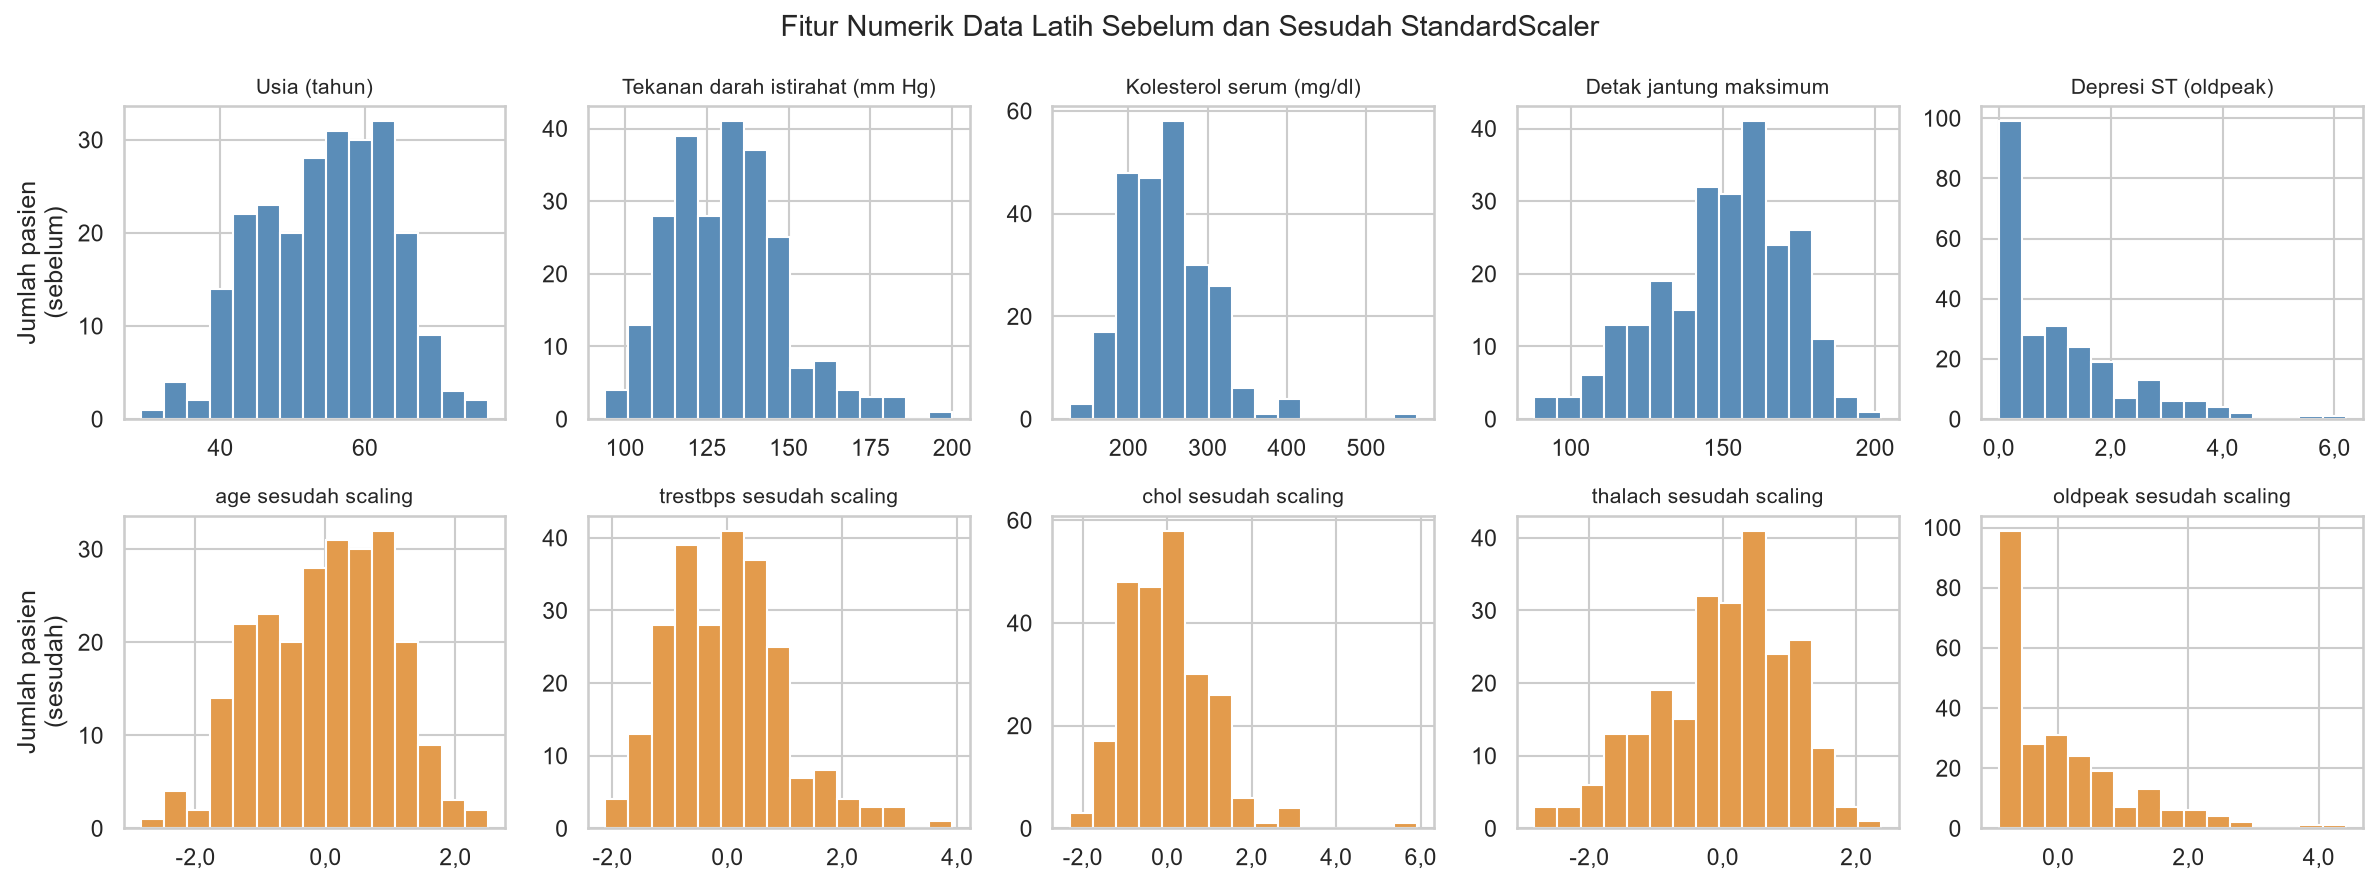 Fitur Numerik Data Latih Sebelum dan Sesudah StandardScaler
Usia (tahun)
Tekanan darah istirahat (mm Hg)
Kolesterol serum (mg/dl)
Detak jantung maksimum
Depresi ST (oldpeak)
Jumlah pasien
(sebelum)
30
20
10
0
40 60
40
30
20
10
0
100 125 150 175 200
60
40
20
0
200 300 400 500
40
30
20
10
0
100 150 200
100
80
60
40
20
0
0,0 2,0 4,0 6,0
age sesudah scaling
trestbps sesudah scaling
chol sesudah scaling
thalach sesudah scaling
oldpeak sesudah scaling
Jumlah pasien
(sesudah)
30
20
10
0
-2,0 0,0 2,0
40
30
20
10
0
-2,0 0,0 2,0 4,0
60
40
20
0
-2,0 0,0 2,0 4,0 6,0
40
30
20
10
0
-2,0 0,0 2,0
100
80
60
40
20
0
0,0 2,0 4,0